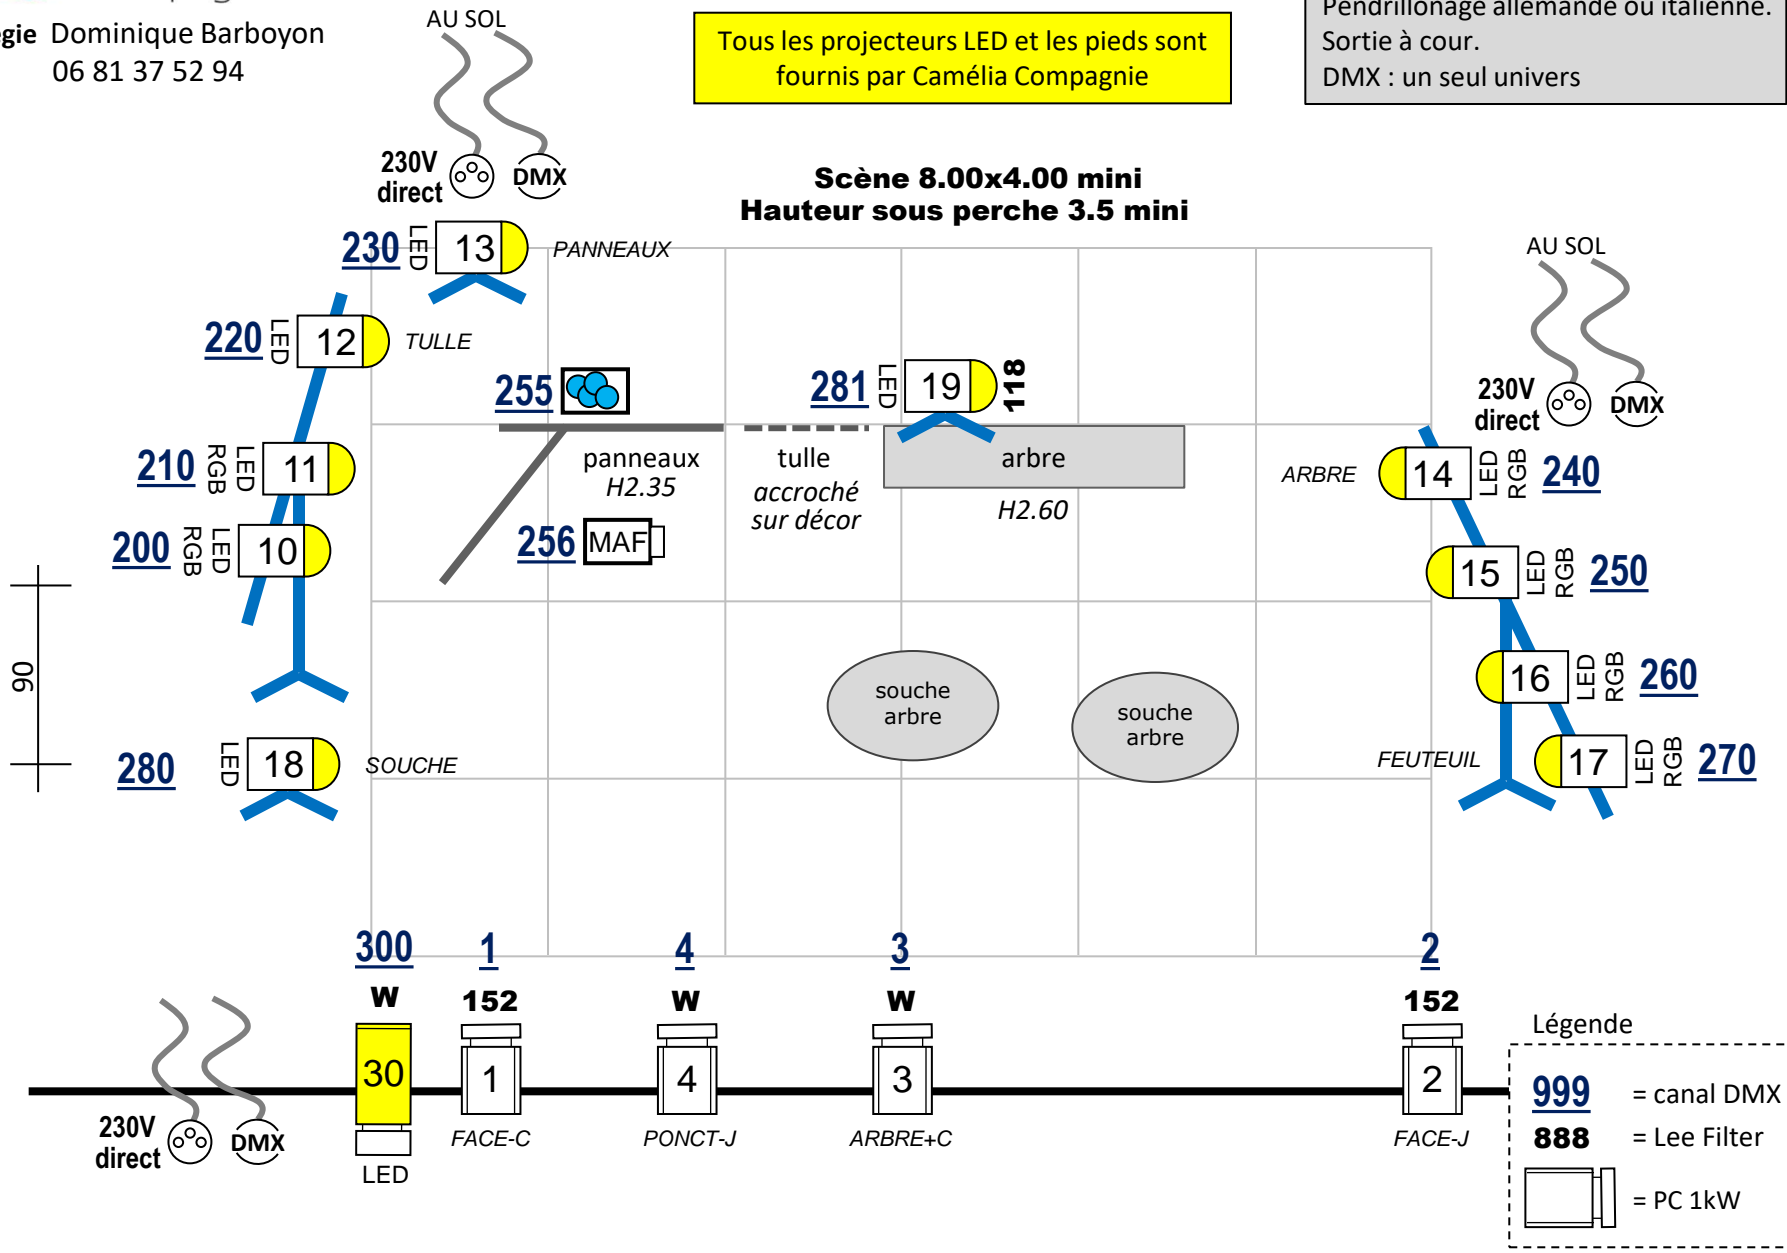 égie Dominique Barboyon
06 81 37 52 94
AU SOL
Tous les projecteurs LED et les pieds sont
fournis par Camélia Compagnie
Pendrillonage allemande ou italienne.
Sortie à cour.
DMX : un seul univers
230V
direct
DMX
Scène 8.00x4.00 mini
Hauteur sous perche 3.5 mini
230
LED
13
PANNEAUX
AU SOL
220
LED
12
TULLE
255
281
LED
19
118
230V
direct
DMX
210
RGB
LED
11
panneaux
H2.35
tulle
accroché
sur décor
arbre
H2.60
ARBRE
14
LED
RGB
240
200
RGB
LED
10
256
MAF
15
LED
RGB
250
90
souche
arbre
souche
arbre
16
LED
RGB
260
280
LED
18
SOUCHE
FEUTEUIL
17
LED
RGB
270
300
1
4
3
2
W
152
W
W
152
Légende
30
1
4
3
2
999 = canal DMX
888 = Lee Filter
= PC 1kW
230V
direct
DMX
LED
FACE-C
PONCT-J
ARBRE+C
FACE-J